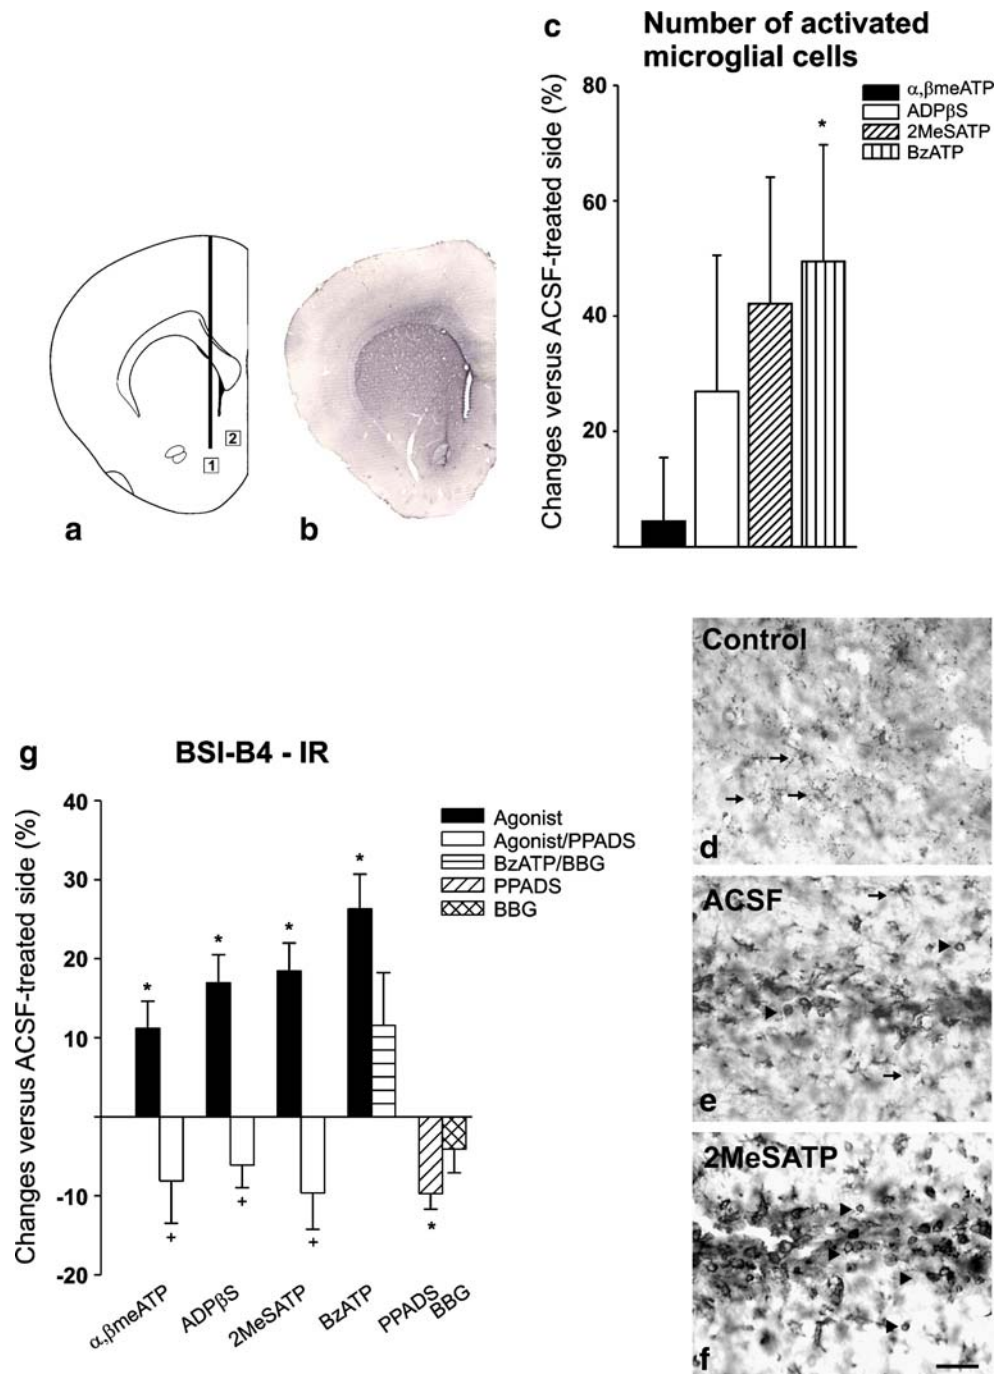 c
Number of activated
microglial cells
Changes versus ACSF-treated side (%)
80
60
40
20
*
α,βmeATP
ADPβS
2MeSATP
BzATP
1
2
a
b
g
BSI-B4 - IR
Changes versus ACSF-treated side (%)
40
30
20
10
-10
-20
*
*
*
*
+
+
+
*
Agonist
Agonist/PPADS
BzATP/BBG
PPADS
BBG
α,βmeATP
ADPβS
2MeSATP
BzATP
PPADS
BBG
Control
d
ACSF
e
2MeSATP
f